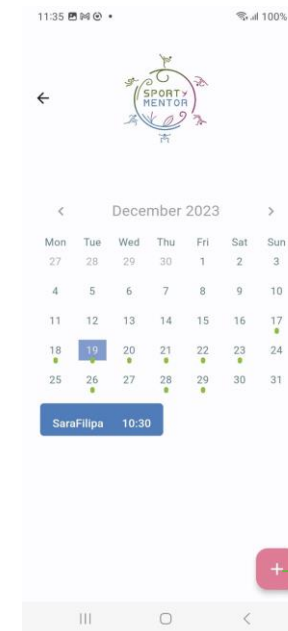 11:35 100%
SPORTY
MENTOR
December 2023
Mon Tue Wed Thu Fri Sat Sun
27 28 29 30 1 2 3
4 5 6 7 8 9 10
11 12 13 14 15 16 17
18 19 20 21 22 23 24
25 26 27 28 29 30 31
SaraFilipa 10:30